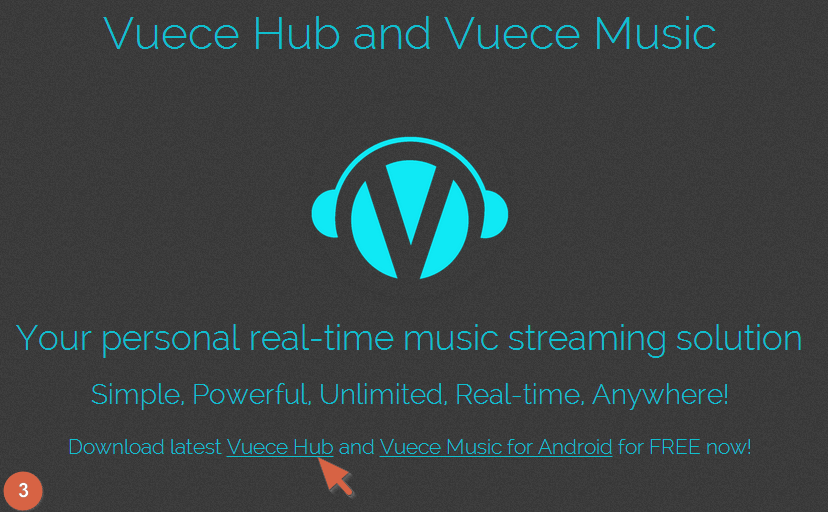 Vuece Hub and Vuece Music
V
Your personal real-time music streaming solution
Simple, Powerful, Unlimited, Real-time, Anywhere!
Download latest Vuece Hub and Vuece Music for Android for FREE now!
3